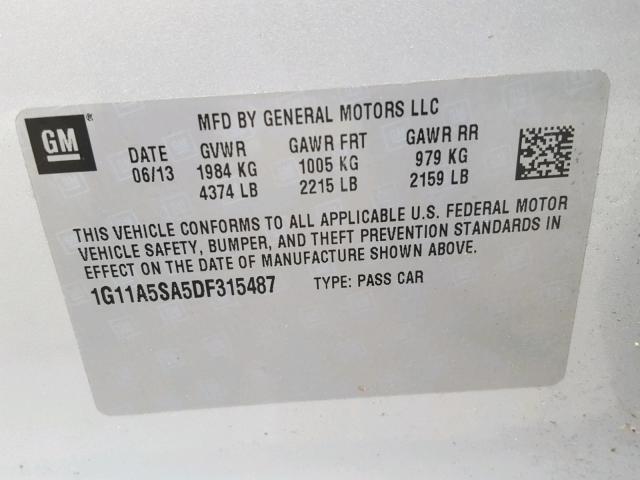 GM
MFD BY GENERAL MOTORS LLC
DATE GVWR GAWR FRT GAWR RR
06/13 1984 KG 1005 KG 979 KG
4374 LB 2215 LB 2159 LB
THIS VEHICLE CONFORMS TO ALL APPLICABLE U.S. FEDERAL MOTOR
VEHICLE SAFETY, BUMPER, AND THEFT PREVENTION STANDARDS IN
EFFECT ON THE DATE OF MANUFACTURE SHOWN ABOVE.
1G11A5SA5DF315487 TYPE: PASS CAR